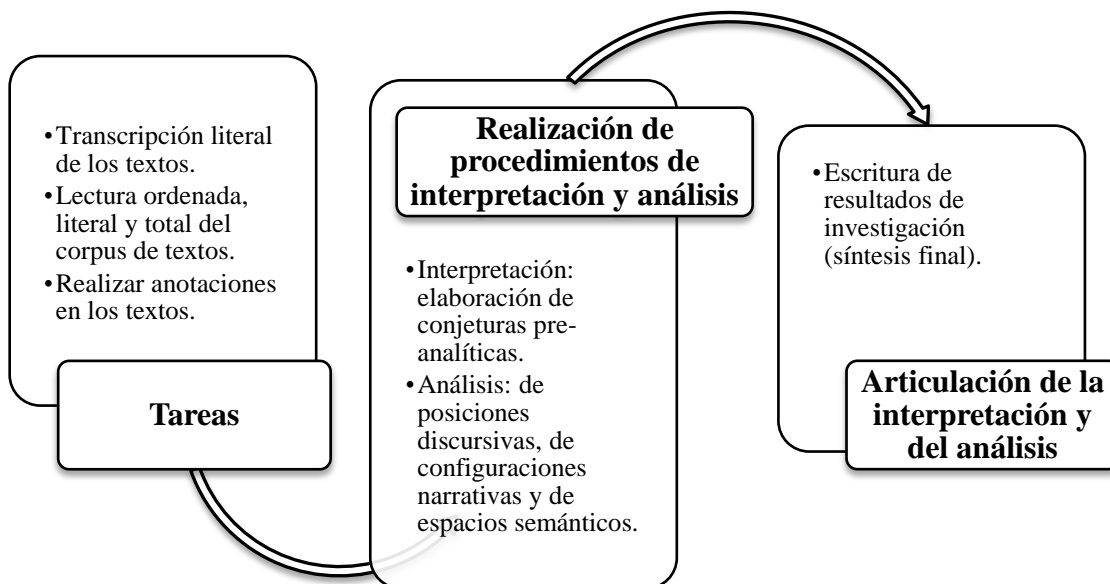 •Transcripción literal
de los textos.
•Lectura ordenada,
literal y total del
corpus de textos.
•Realizar anotaciones
en los textos.
Tareas
Realización de
procedimientos de
interpretación y análisis
•Interpretación:
elaboración de
conjeturas pre-
analíticas.
•Análisis: de
posiciones
discursivas, de
configuraciones
narrativas y de
espacios semánticos.
•Escritura de
resultados de
investigación
(síntesis final).
Articulación de la
interpretación y
del análisis